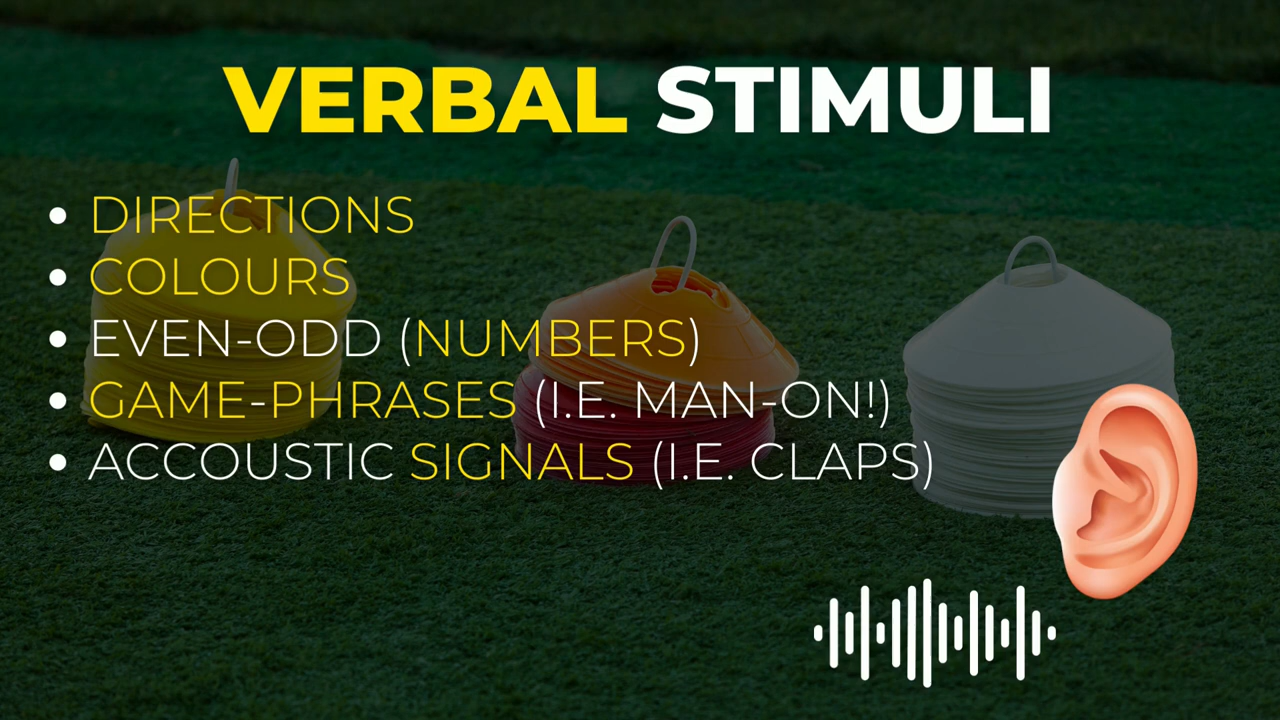 VERBAL STIMULI
• DIRECTIONS
• COLOURS
• EVEN-ODD (NUMBERS)
• GAME-PHRASES (I.E. MAN-ON!)
• ACCOUSTIC SIGNALS (I.E. CLAPS)